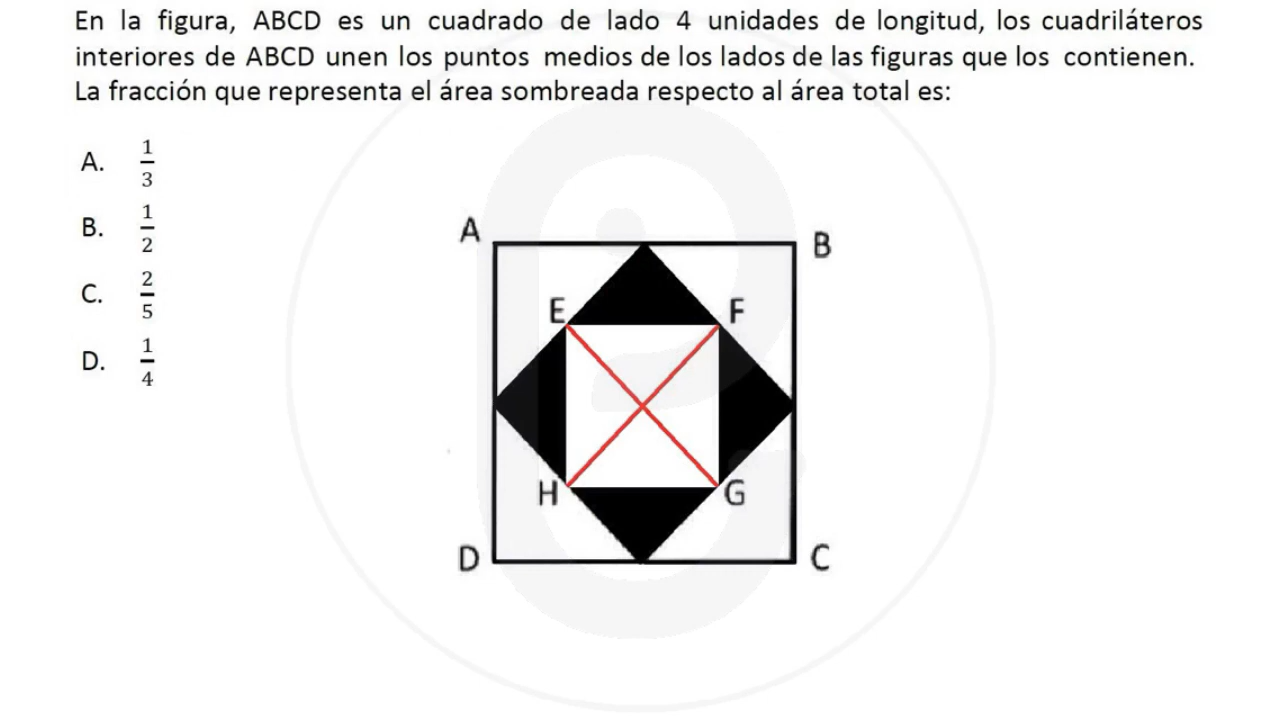 En la figura, ABCD es un cuadrado de lado 4 unidades de longitud, los cuadriláteros
interiores de ABCD unen los puntos medios de los lados de las figuras que los contienen.
La fracción que representa el área sombreada respecto al área total es:
A. 1/3
B. 1/2
C. 2/5
D. 1/4
A
B
E
F
H
G
D
C